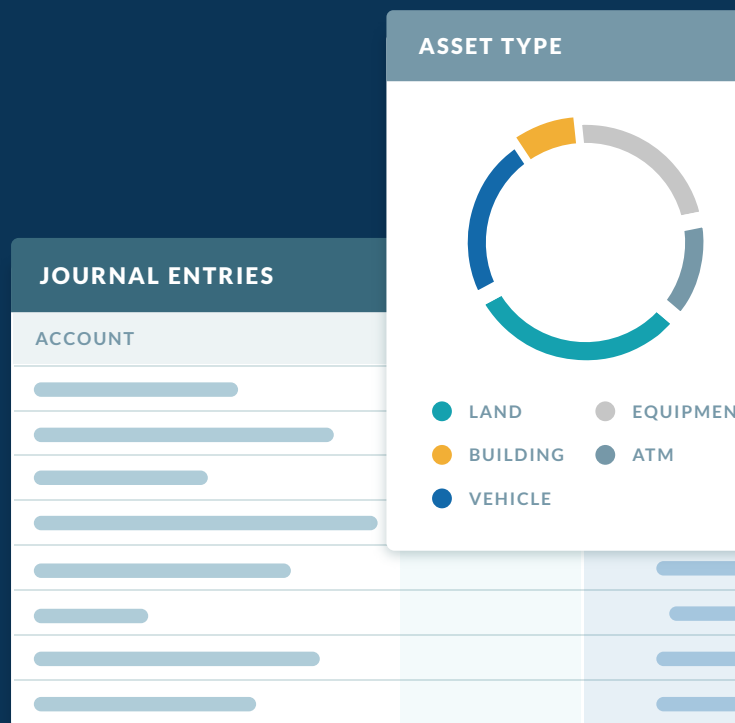 ASSET TYPE
JOURNAL ENTRIES
ACCOUNT
LAND
EQUIPMEN
BUILDING
ATM
VEHICLE